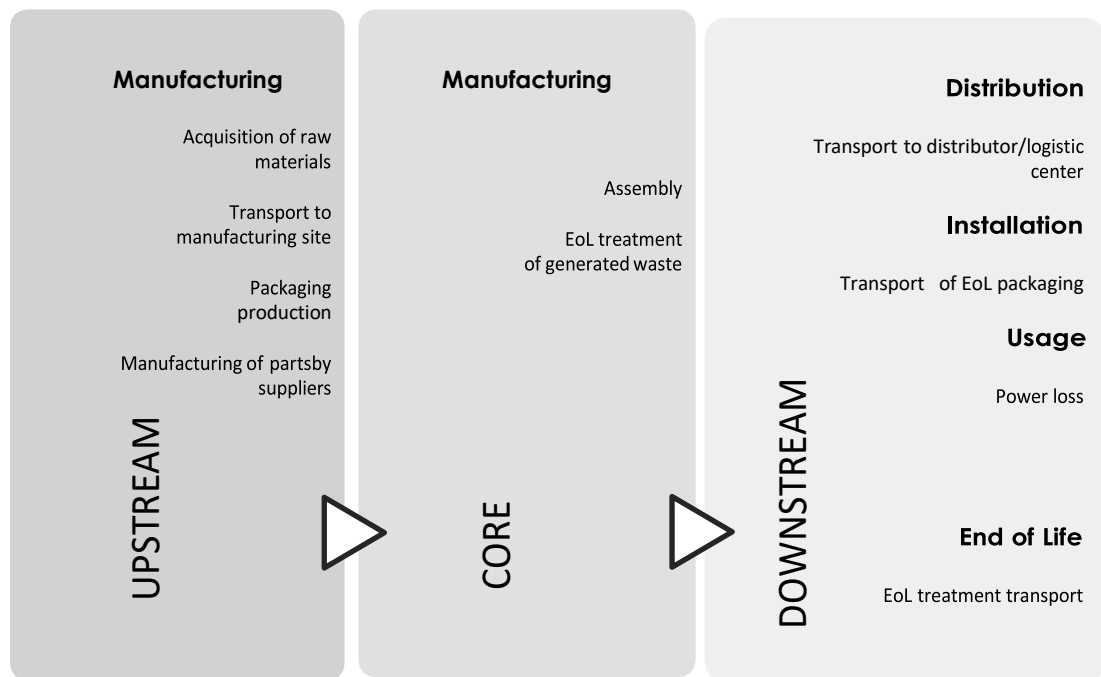 Manufacturing
Acquisition of raw
materials
Transport to
manufacturing site
Packaging
production
Manufacturing of partsby
suppliers
UPSTREAM
Manufacturing
Assembly
EoL treatment
of generated waste
CORE
Distribution
Transport to distributor/logistic
center
Installation
Transport of EoL packaging
Usage
Power loss
End of Life
EoL treatment transport
DOWNSTREAM